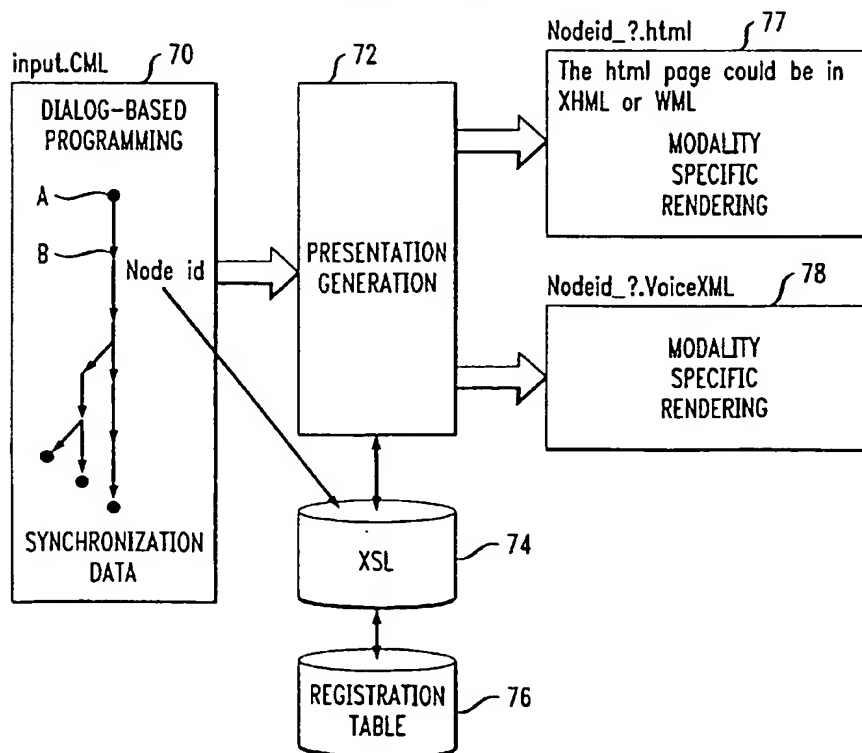 input.CML
70
DIALOG-BASED
PROGRAMMING
A
B
Node id
SYNCHRONIZATION
DATA
72
PRESENTATION
GENERATION
Nodeid_?.html
77
The html page could be in
XHML or WML
MODALITY
SPECIFIC
RENDERING
Nodeid_?.VoiceXML
78
MODALITY
SPECIFIC
RENDERING
XSL
74
REGISTRATION
TABLE
76